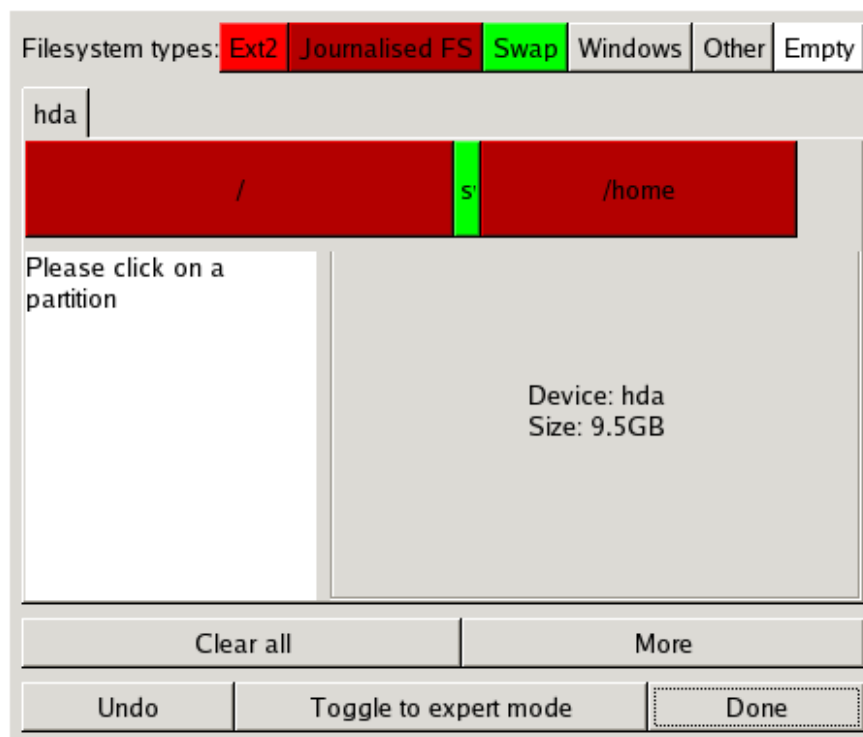 Filesystem types: Ext2 Journalised FS Swap Windows Other Empty
hda
/ /home
Please click on a
partition
Device: hda
Size: 9.5GB
Clear all More
Undo Toggle to expert mode Done